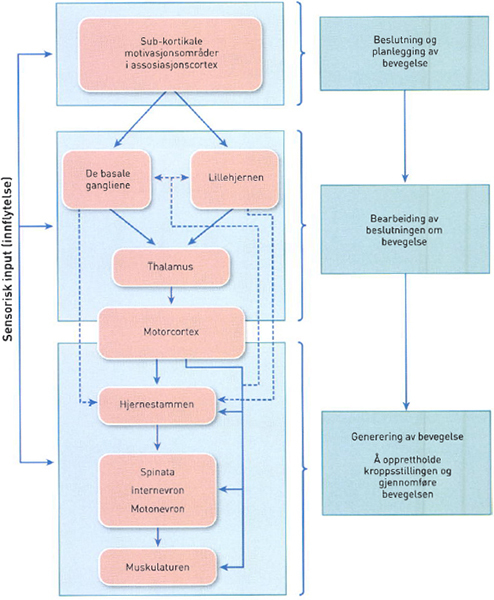 Sub-kortikale
motivasjonsområder
i assosiasjonscortex
Beslutning og
planlegging av
bevegelse
De basale
gangliene
Lillehjernen
Bearbeiding av
beslutningen om
bevegelse
Thalamus
Sensorisk input (innflytelse)
Motorcortex
Hjernestammen
Generering av bevegelse
Å opprettholde
kroppsstillingen og
gjennomføre
bevegelsen
Spinata
Internevron
Motonevron
Muskulaturen